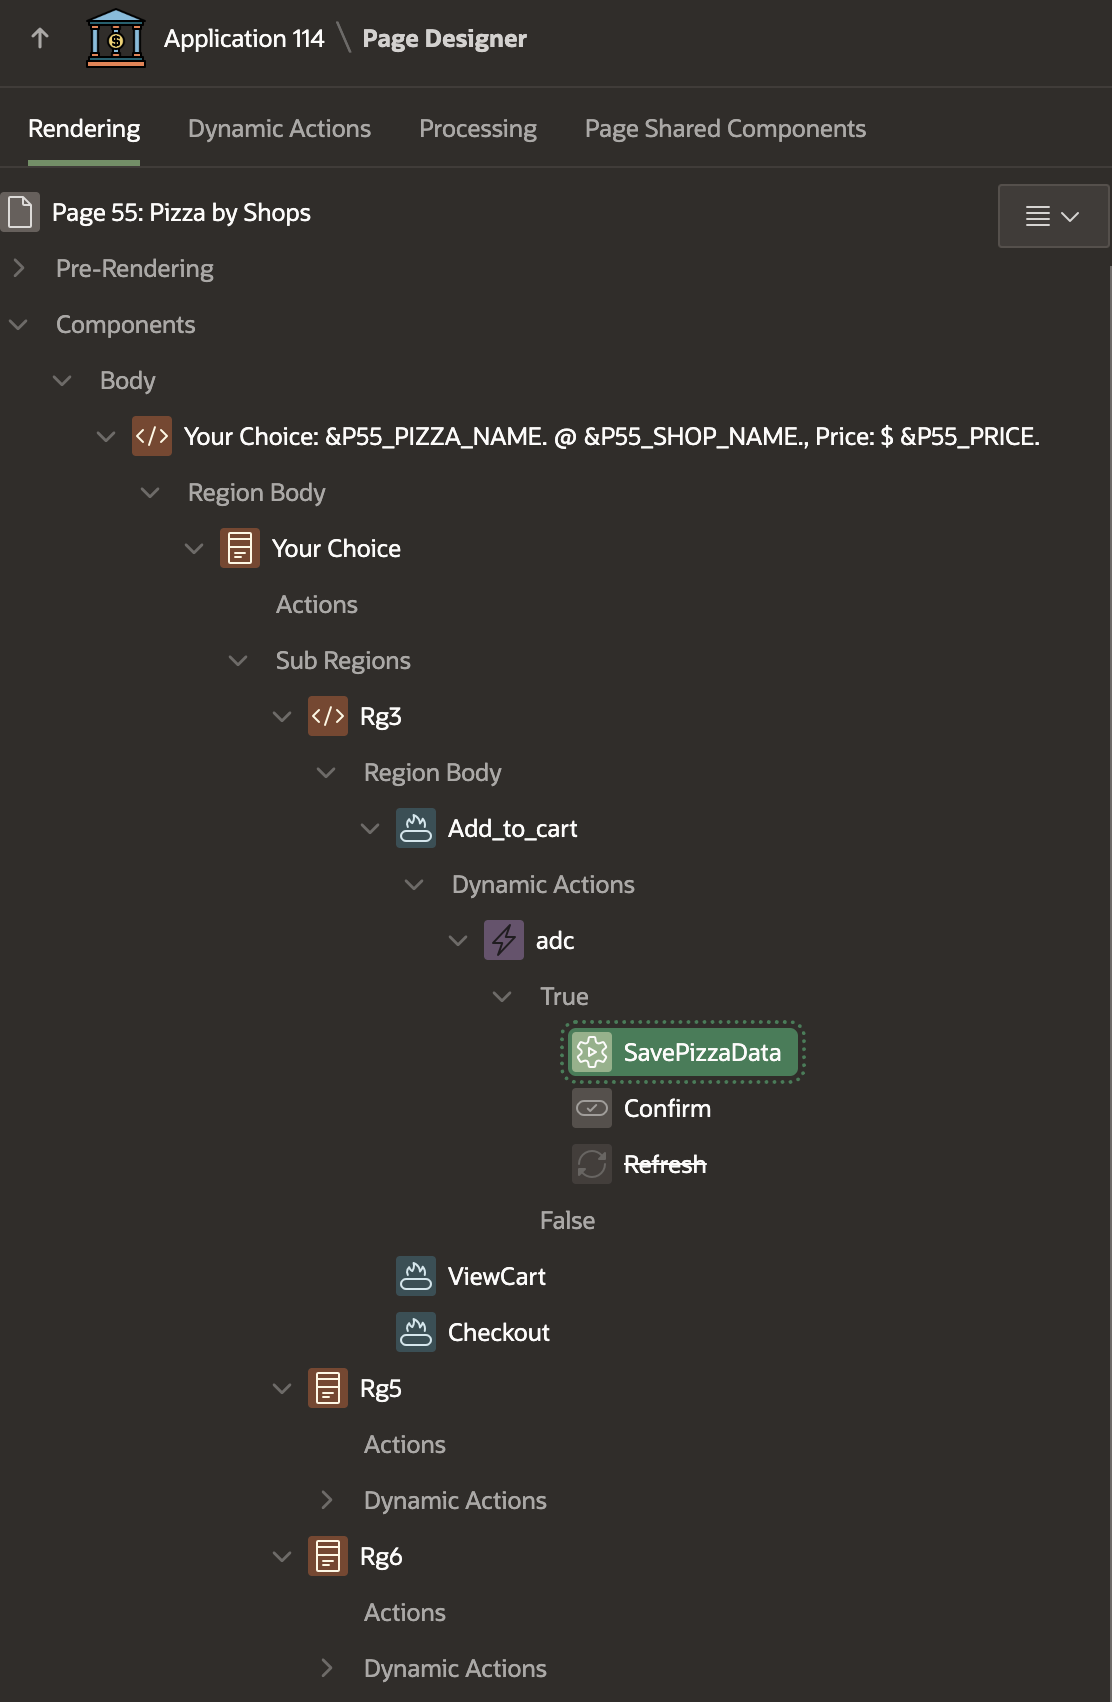 Application 114 \ Page Designer
Rendering Dynamic Actions Processing Page Shared Components
Page 55: Pizza by Shops
Pre-Rendering
Components
Body
</> Your Choice: &P55_PIZZA_NAME. @ &P55_SHOP_NAME., Price: $ &P55_PRICE.
Region Body
Your Choice
Actions
Sub Regions
</> Rg3
Region Body
Add_to_cart
Dynamic Actions
adc
True
SavePizzaData
Confirm
Refresh
False
ViewCart
Checkout
Rg5
Actions
Dynamic Actions
Rg6
Actions
Dynamic Actions